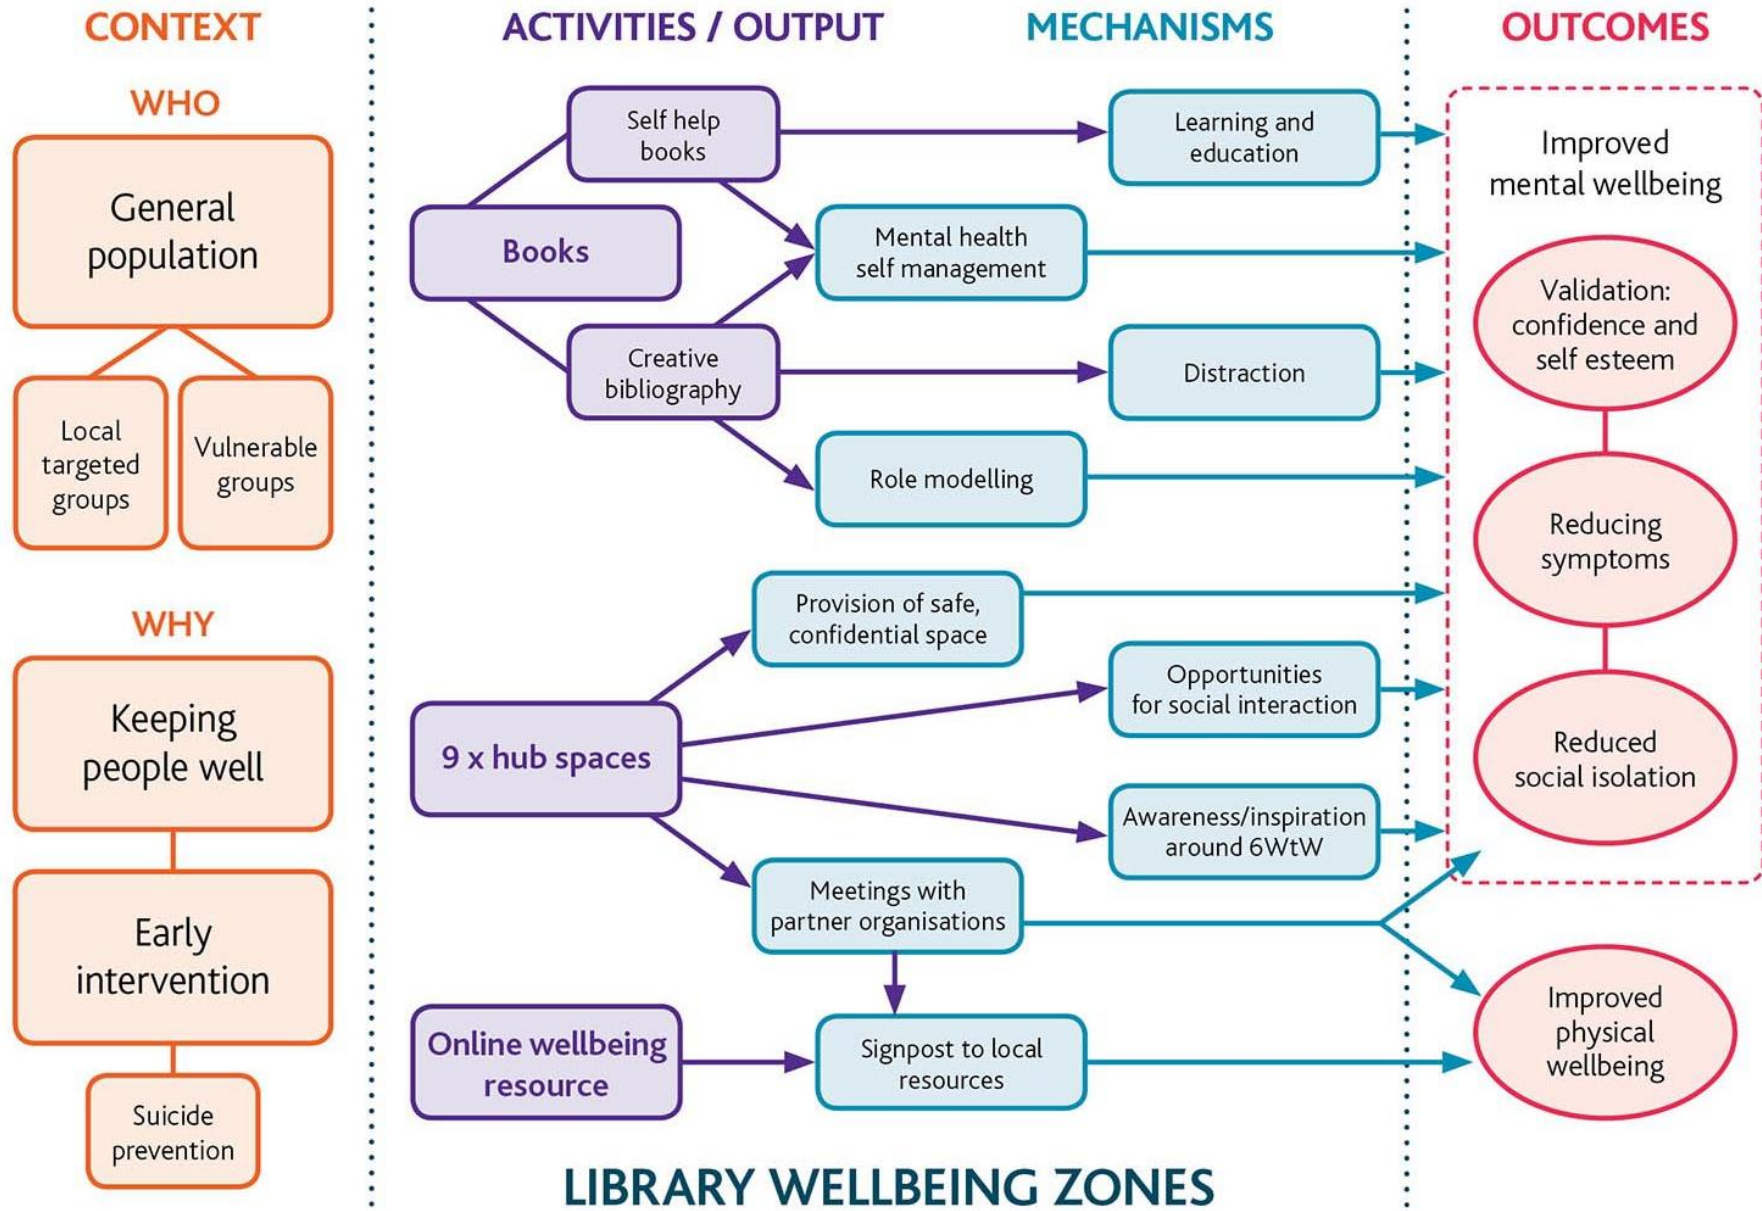 CONTEXT
WHO
General
population
Local
targeted
groups
Vulnerable
groups
WHY
Keeping
people well
Early
intervention
Suicide
prevention
ACTIVITIES / OUTPUT
MECHANISMS
Self help
books
Learning and
education
Books
Mental health
self management
Creative
bibliography
Distraction
Role modelling
Provision of safe,
confidential space
Opportunities
for social interaction
9 x hub spaces
Awareness/inspiration
around 6WtW
Meetings with
partner organisations
Online wellbeing
resource
Signpost to local
resources
OUTCOMES
Improved
mental wellbeing
Validation:
confidence and
self esteem
Reducing
symptoms
Reduced
social isolation
Improved
physical
wellbeing
LIBRARY WELLBEING ZONES